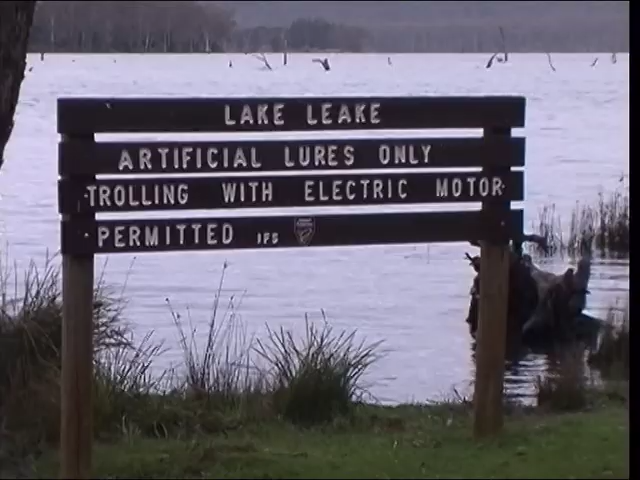 LAKE LEAKE
ARTIFICIAL LURES ONLY
TROLLING WITH ELECTRIC MOTOR
PERMITTED IFS